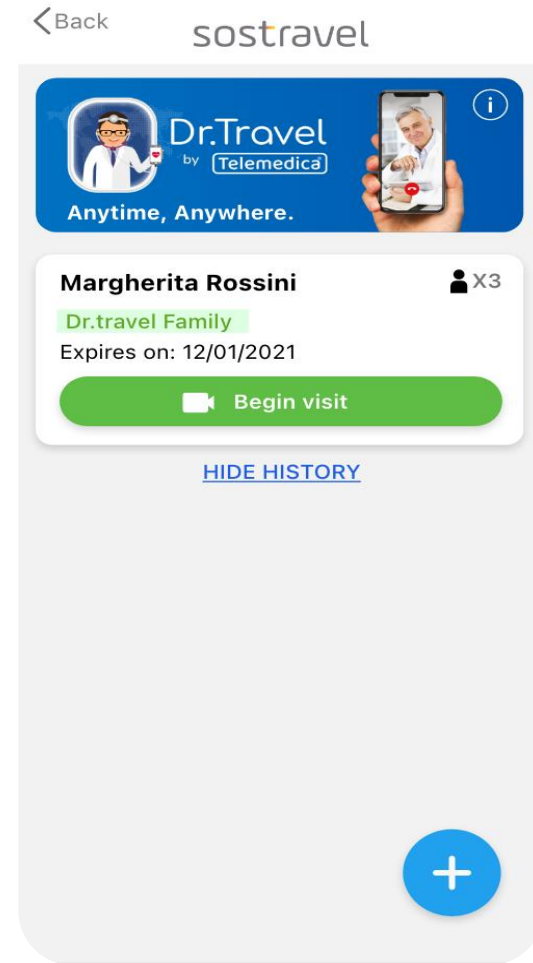 Back
sostravel
Dr.Travel
by Telemedica
Anytime, Anywhere.
i
Margherita Rossini
X3
Dr.travel Family
Expires on: 12/01/2021
Begin visit
HIDE HISTORY
+